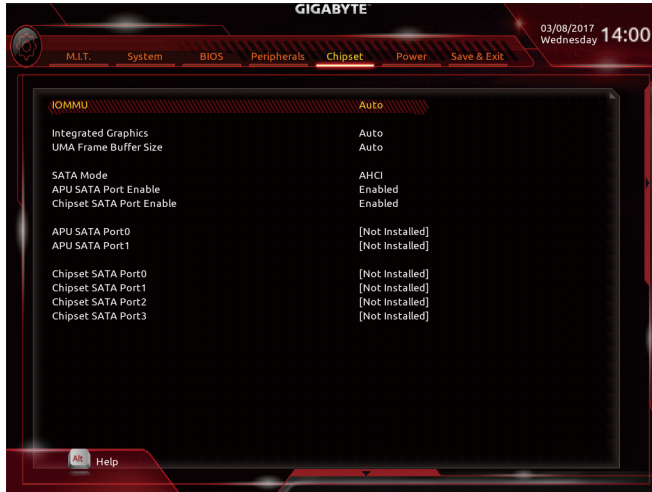 GIGABYTE™
03/08/2017 Wednesday 14:00
M.I.T. System BIOS Peripherals Chipset Power Save & Exit
IOMMU Auto
Integrated Graphics Auto
UMA Frame Buffer Size Auto
SATA Mode AHCI
APU SATA Port Enable Enabled
Chipset SATA Port Enable Enabled
APU SATA Port0 [Not Installed]
APU SATA Port1 [Not Installed]
Chipset SATA Port0 [Not Installed]
Chipset SATA Port1 [Not Installed]
Chipset SATA Port2 [Not Installed]
Chipset SATA Port3 [Not Installed]
Alt Help